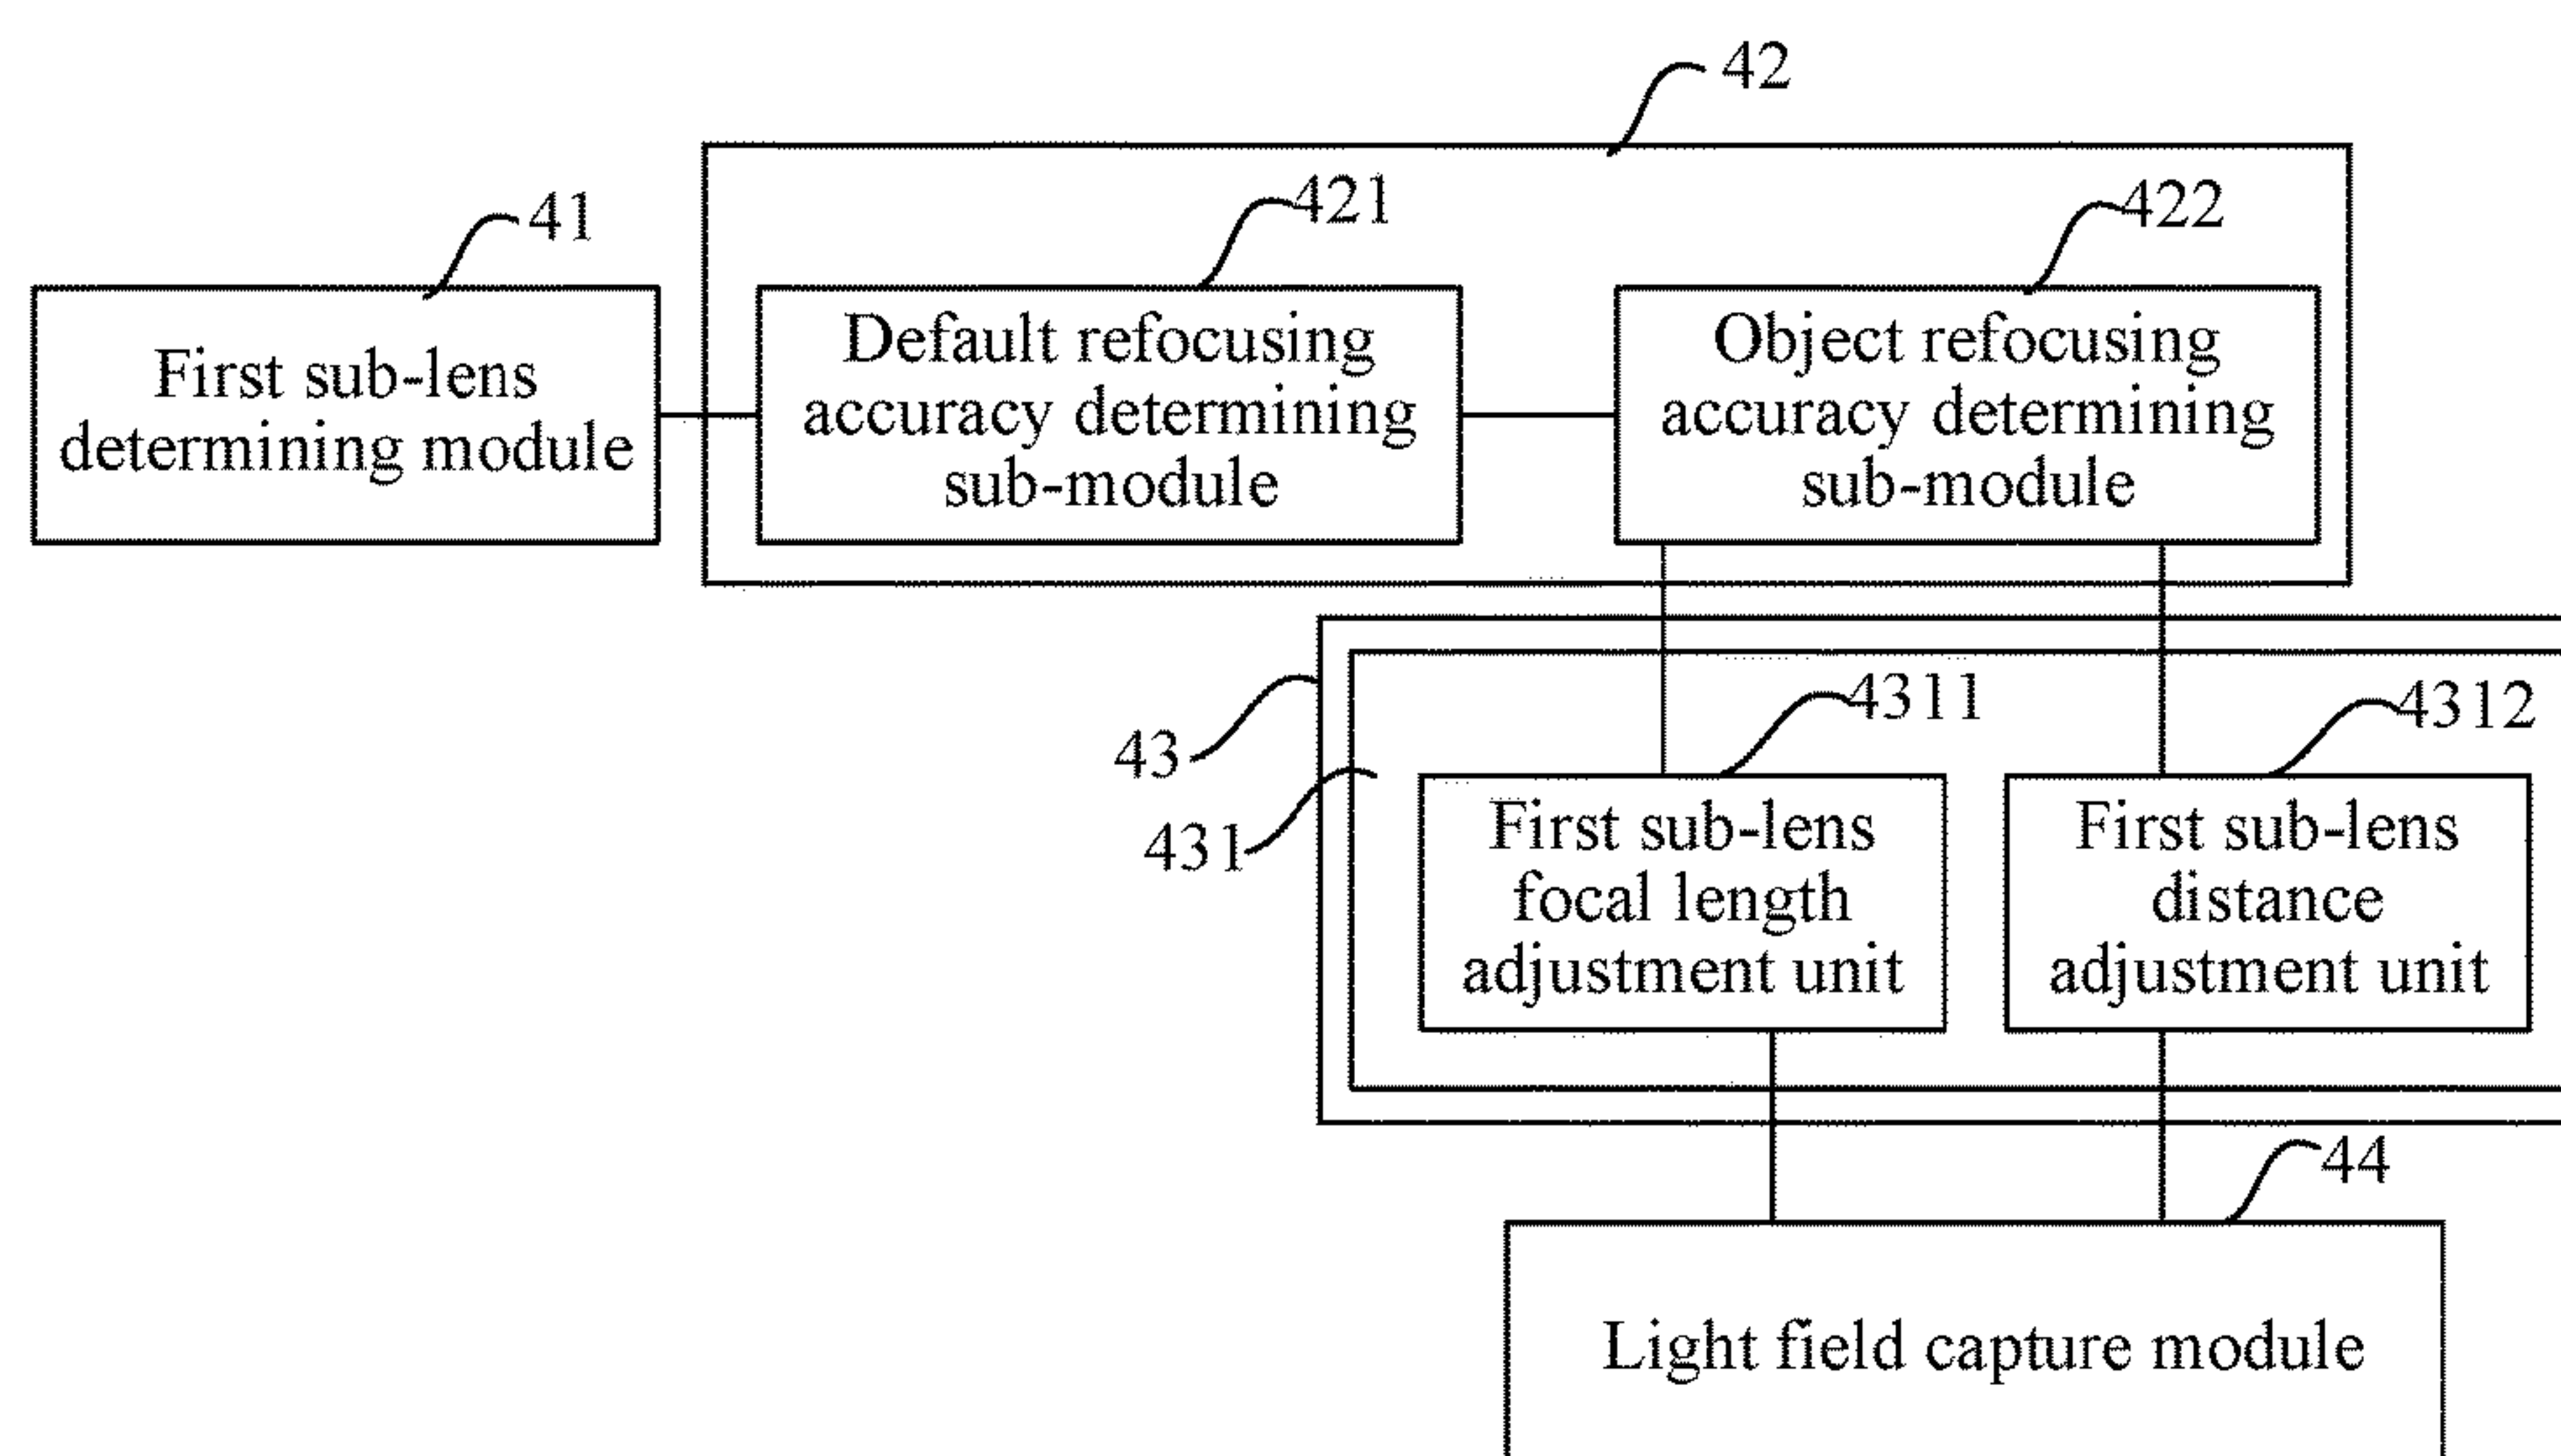 42
41
421
422
First sub-lens
determining module
Default refocusing
accuracy determining
sub-module
Object refocusing
accuracy determining
sub-module
43
431
4311
4312
First sub-lens
focal length
adjustment unit
First sub-lens
distance
adjustment unit
44
Light field capture module